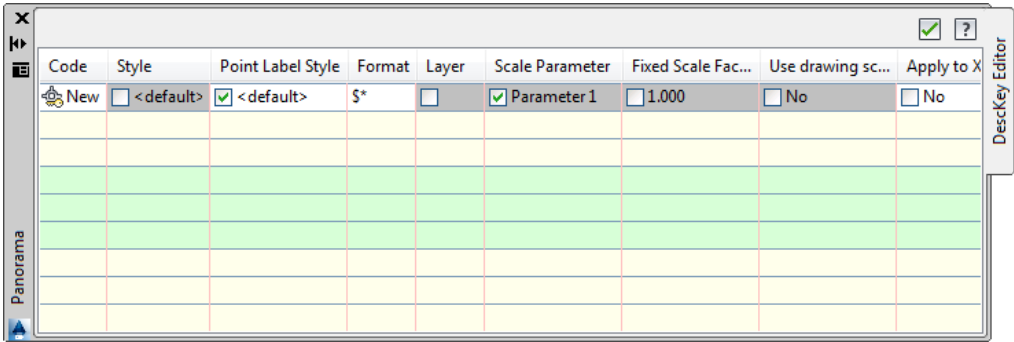 Code Style Point Label Style Format Layer Scale Parameter Fixed Scale Fac... Use drawing sc... Apply to X
New <default> <default> $* Parameter 1 1.000 No No
DescKey Editor
Panorama
?